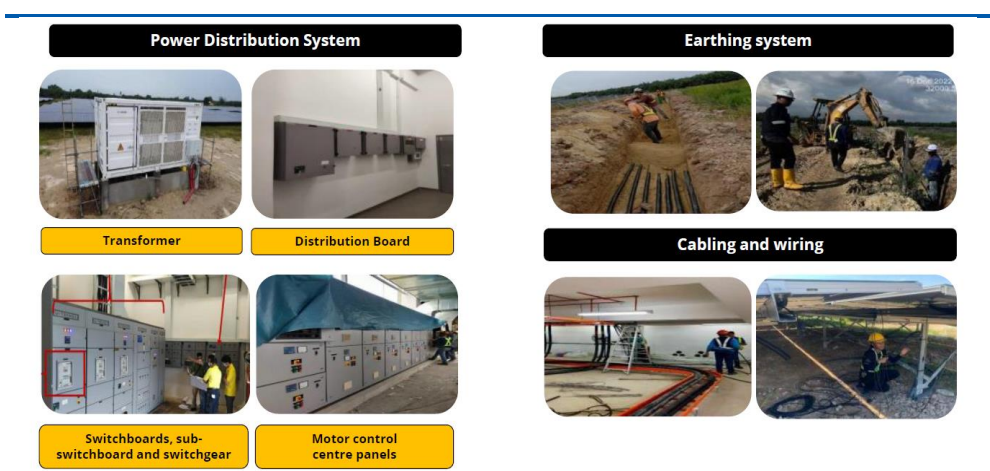 Power Distribution System
Earthing system
Transformer
Distribution Board
Cabling and wiring
Switchboards, sub-
switchboard and switchgear
Motor control
centre panels